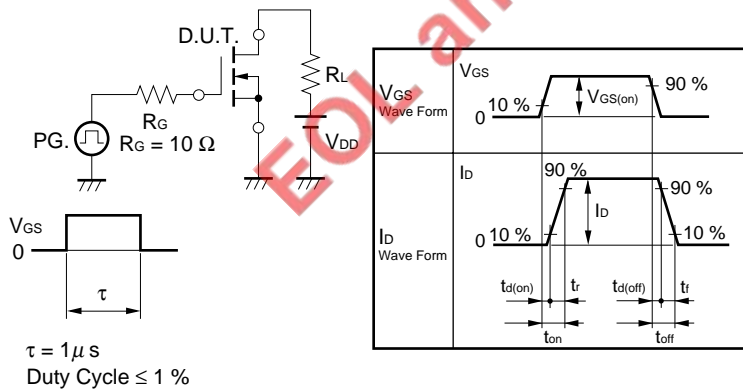 D.U.T.
RL
RG
PG.
RG = 10 Ω
VDD
VGS
0
τ
τ = 1μ s
Duty Cycle ≤ 1 %
VGS
Wave Form
VGS
10 %
0
VGS(on)
90 %
ID
Wave Form
ID
90 %
90 %
ID
0 10 %
10 %
td(on) tr td(off) tf
ton toff
EOL an